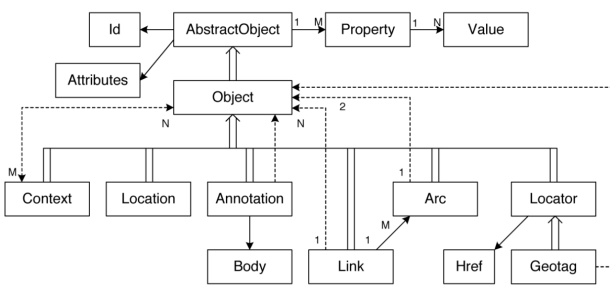 Id
AbstractObject
1
M
Property
1
N
Value
Attributes
Object
2
N
N
M
1
Context
Location
Annotation
Arc
Locator
M
1
1
Body
Link
Href
Geotag